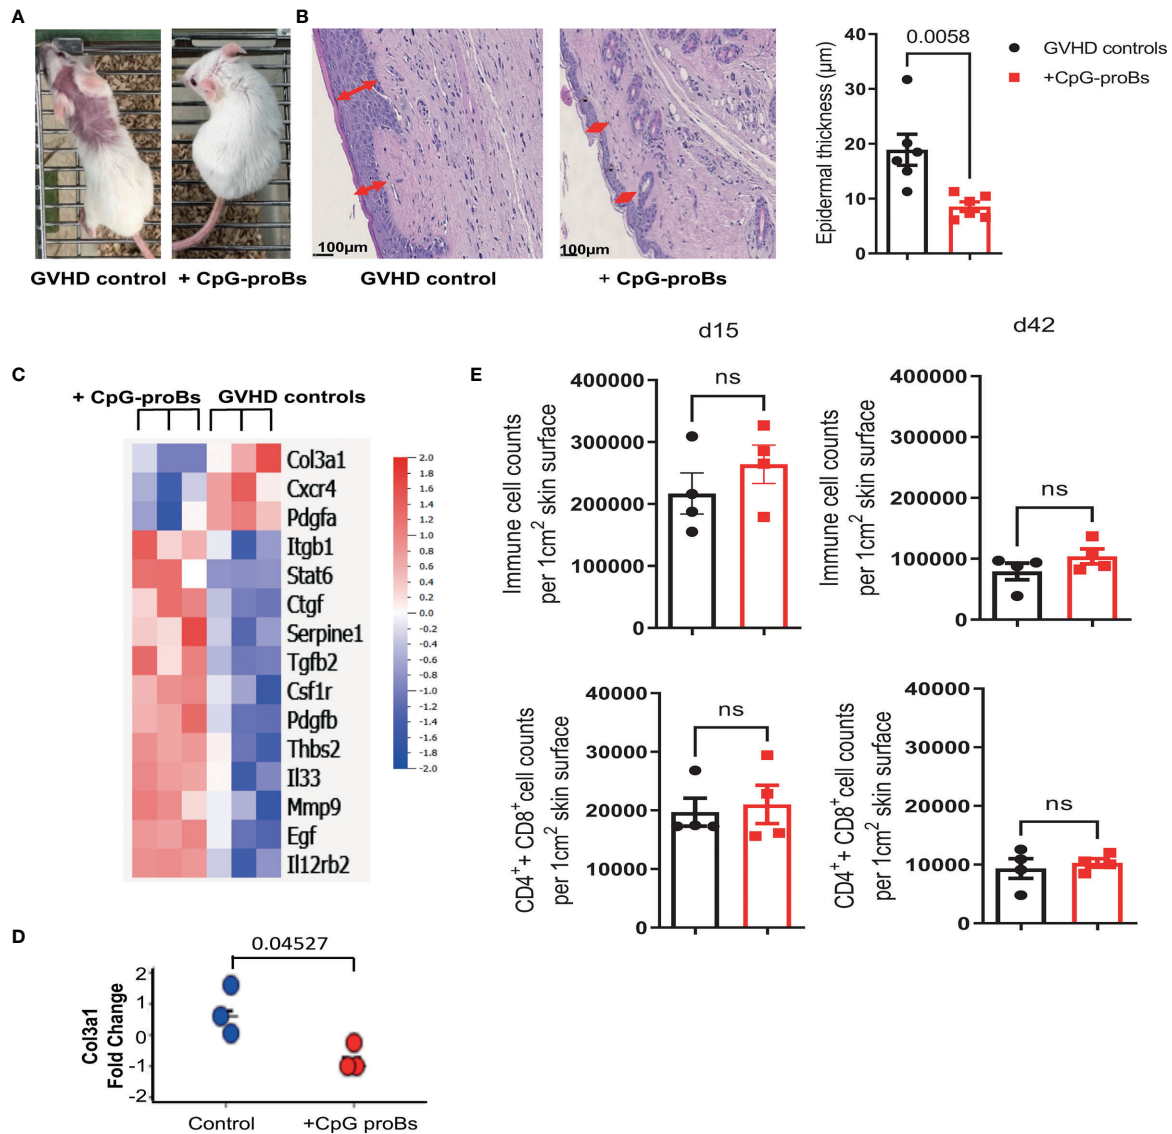 A
B
GVHD control
+ CpG-proBs
100µm
100µm
GVHD control
+ CpG-proBs
Epidermal thickness (µm)
40
30
20
10
0
0.0058
GVHD controls
+CpG-proBs
C
+ CpG-proBs
GVHD controls
Col3a1
Cxcr4
Pdgfa
Itgb1
Stat6
Ctgf
Serpine1
Tgfb2
Csf1r
Pdgfb
Thbs2
Il33
Mmp9
Egf
Il12rb2
2.0
1.8
1.6
1.4
1.2
1.0
0.8
0.6
0.4
0.2
0.0
-0.2
-0.4
-0.6
-0.8
-1.0
-1.2
-1.4
-1.6
-1.8
-2.0
D
0.04527
Col3a1
Fold Change
2
1
0
-1
-2
Control
+CpG proBs
E
d15
d42
Immune cell counts
per 1cm² skin surface
400000
300000
200000
100000
0
ns
Immune cell counts
per 1cm² skin surface
400000
300000
200000
100000
0
ns
CD4⁺ + CD8⁺cell counts
per 1cm² skin surface
40000
30000
20000
10000
0
ns
CD4⁺ + CD8⁺cell counts
per 1cm² skin surface
40000
30000
20000
10000
0
ns